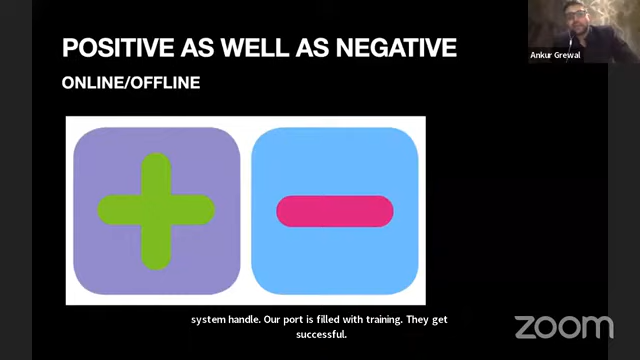 POSITIVE AS WELL AS NEGATIVE
ONLINE/OFFLINE
Ankur Grewal
system handle. Our port is filled with training. They get
successful.
zoom